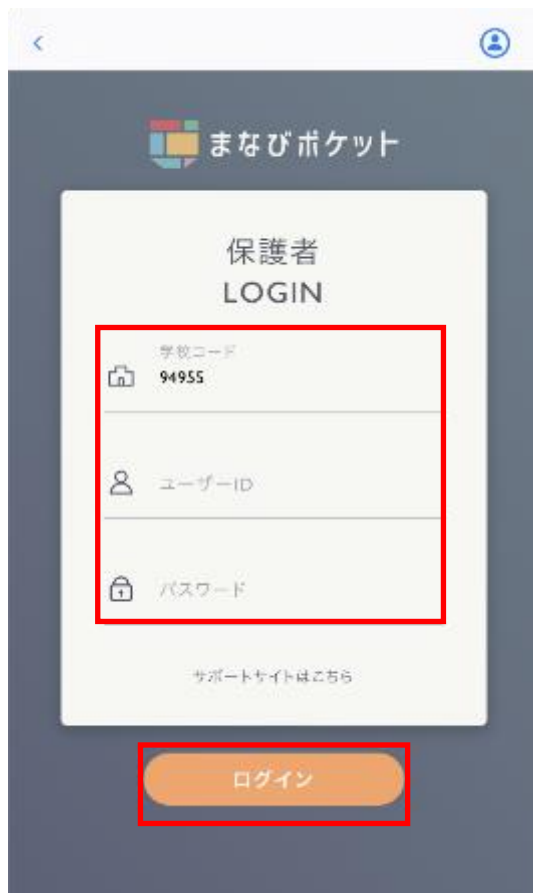 まなびポケット
保護者
LOGIN
学校コード
94955
ユーザーID
パスワード
サポートサイトはこちら
ログイン